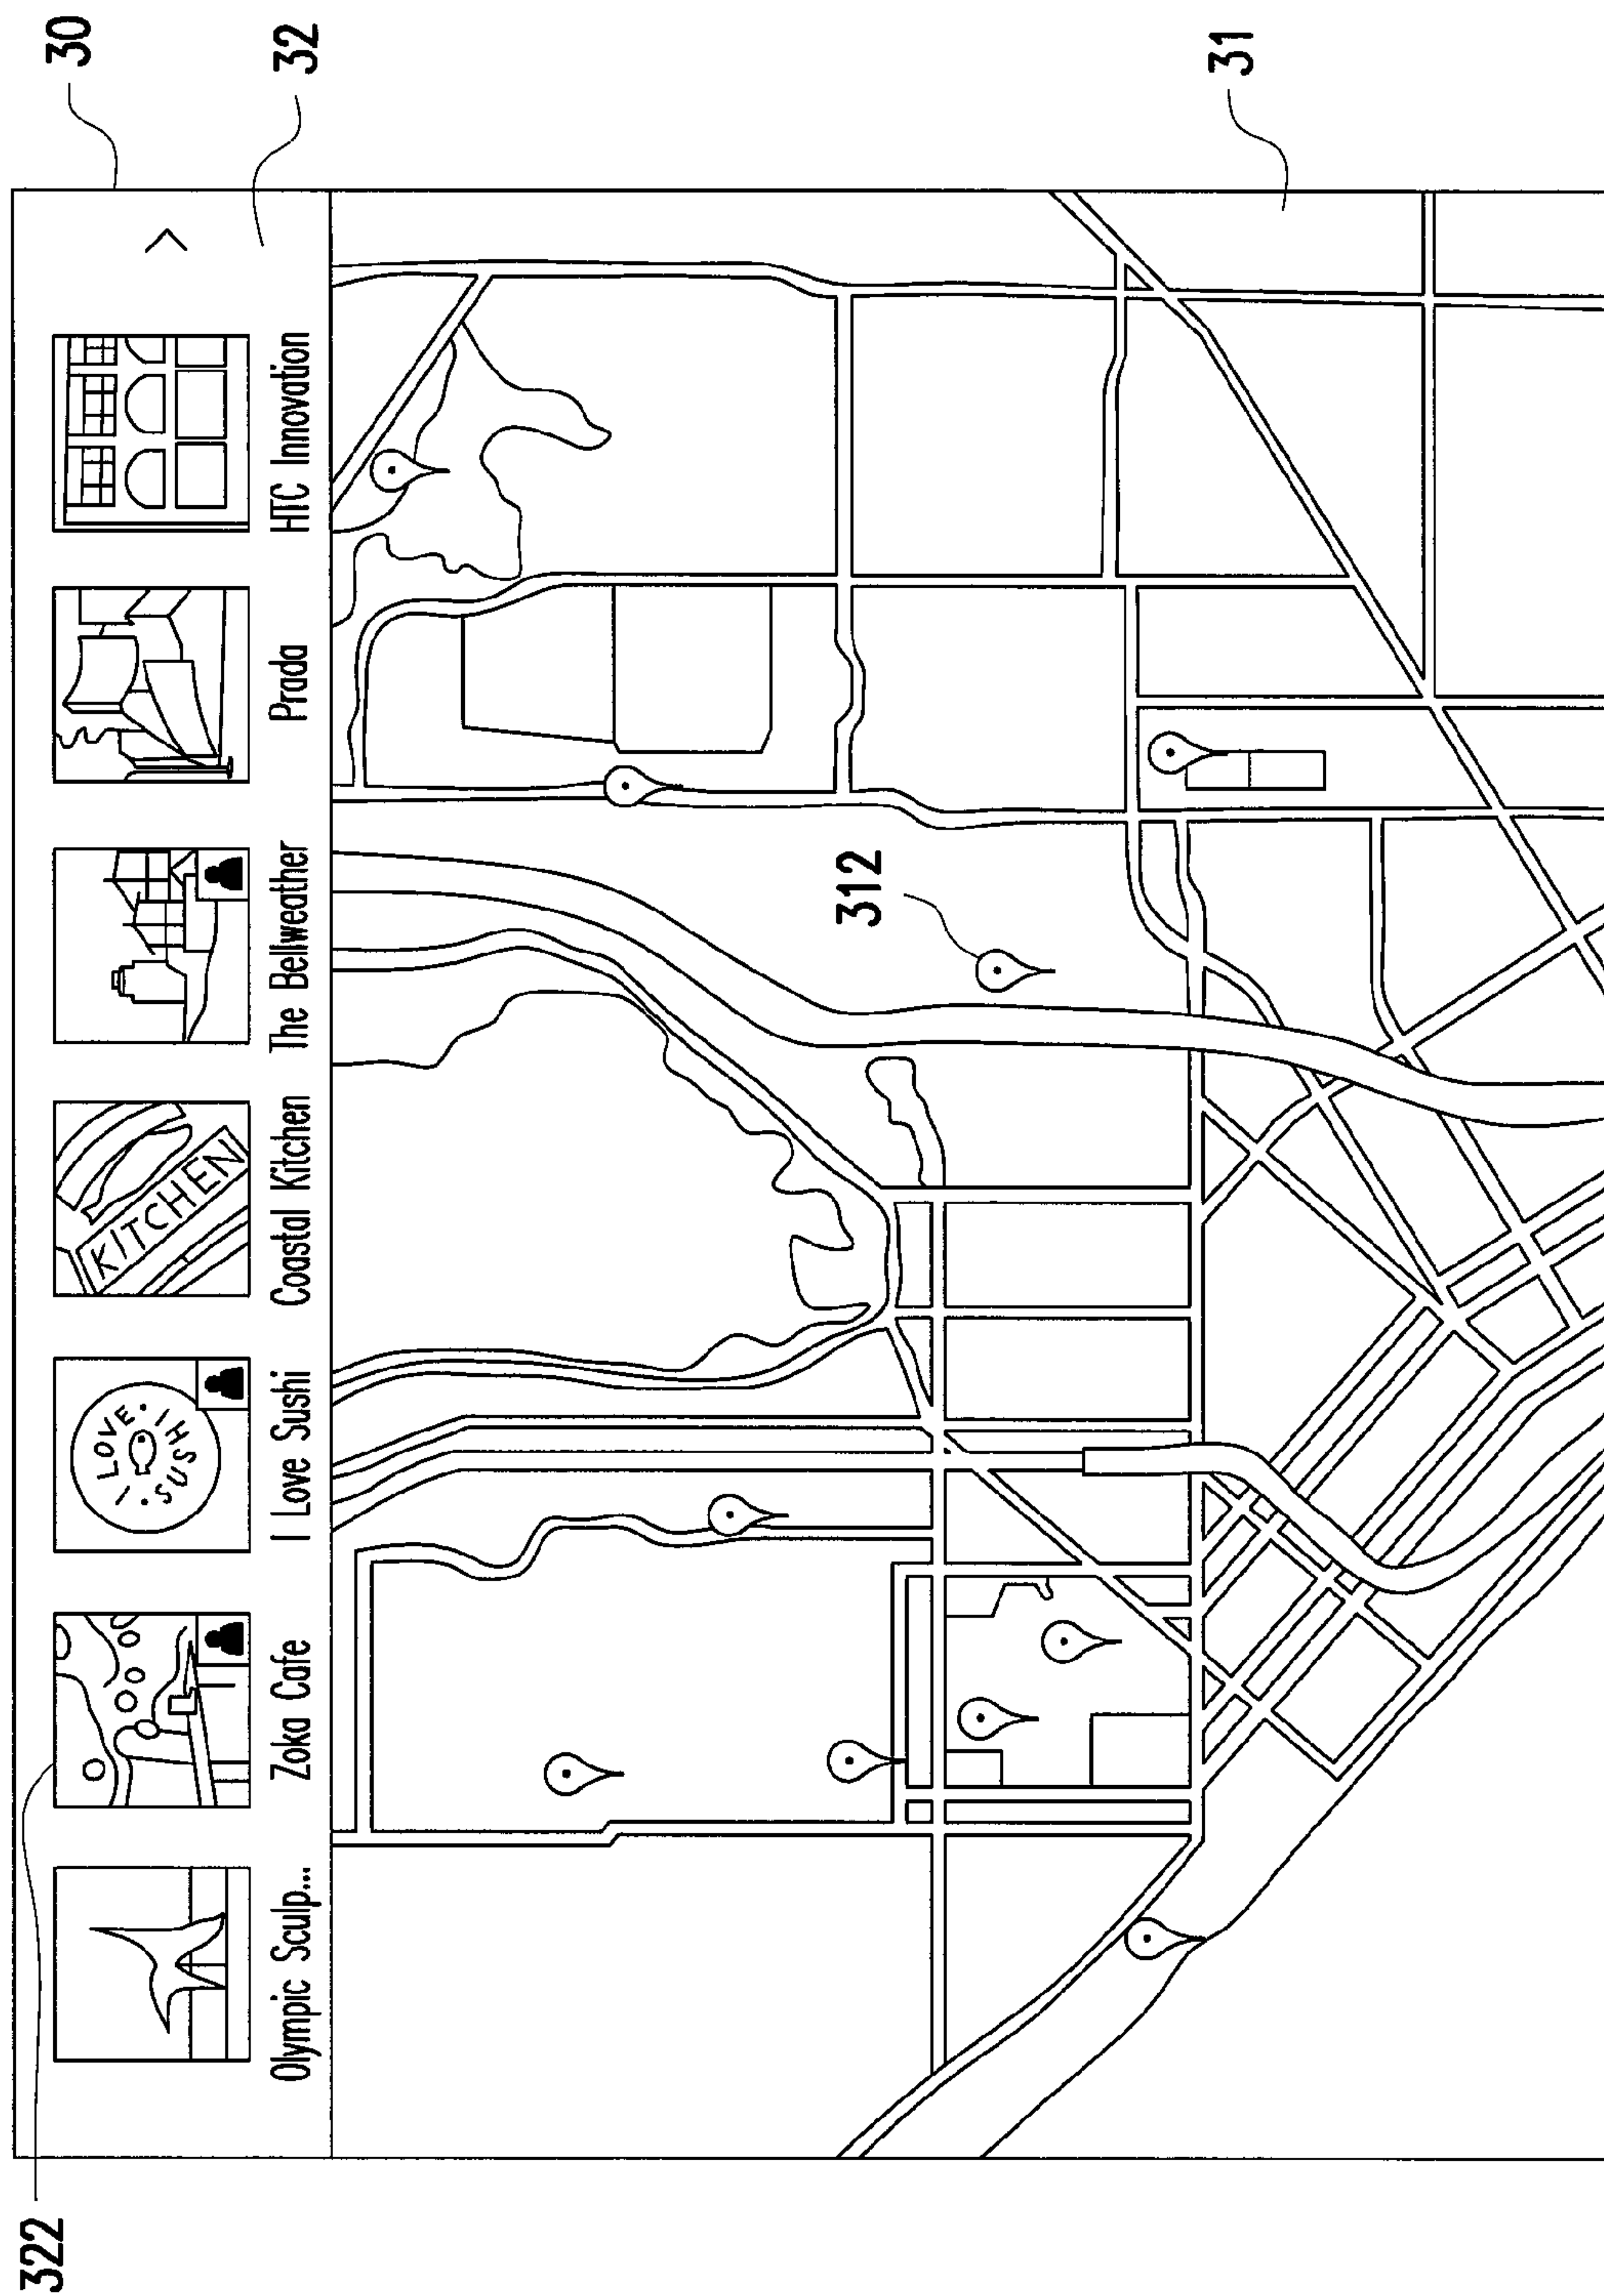 322
30
32
Olympic Sculp...
Zoka Cafe
I LOVE • I
SUSHI •
I Love Sushi
KITCHEN
Coastal Kitchen
The Bellweather
Prada
HTC Innovation
312
31